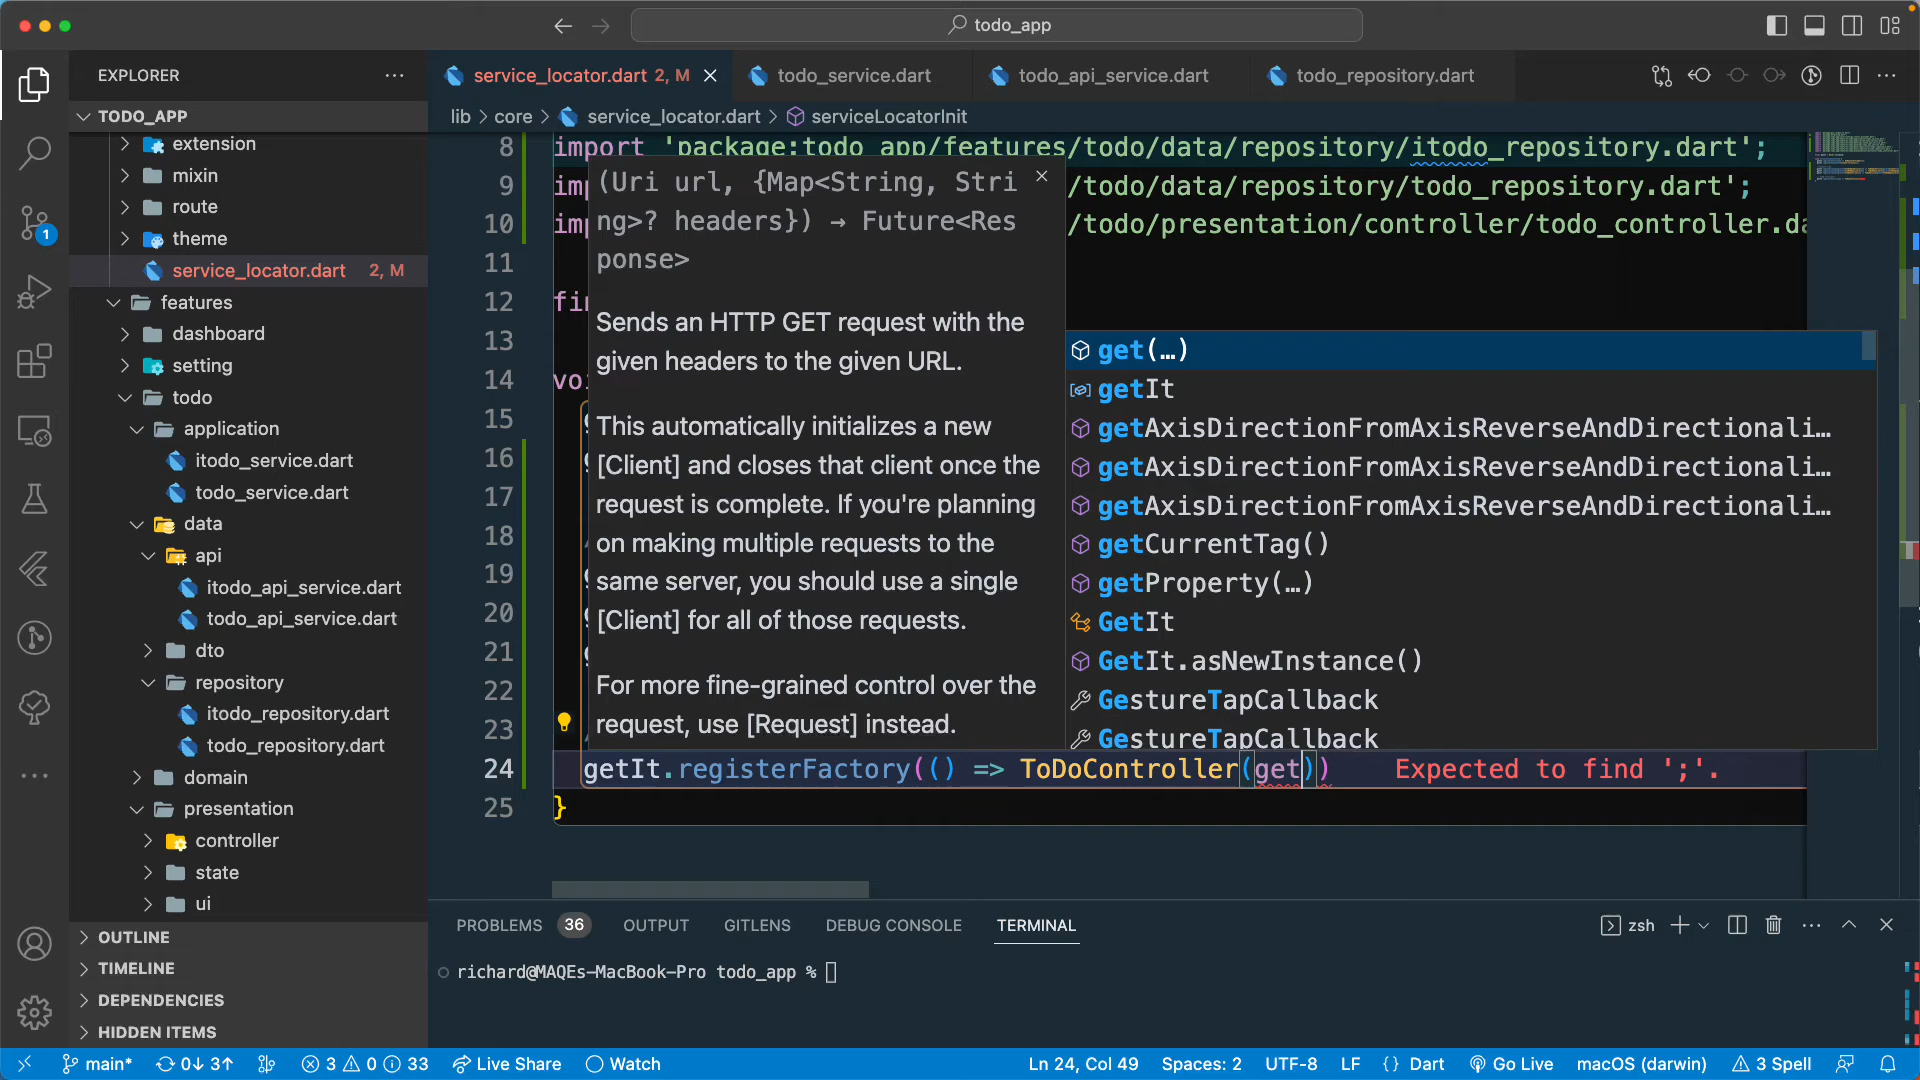 todo_app
EXPLORER
service_locator.dart 2, M
todo_service.dart
todo_api_service.dart
todo_repository.dart
TODO_APP
lib > core > service_locator.dart > serviceLocatorInit
extension
mixin
route
theme
service_locator.dart 2, M
features
dashboard
setting
todo
application
itodo_service.dart
todo_service.dart
data
api
itodo_api_service.dart
todo_api_service.dart
dto
repository
itodo_repository.dart
todo_repository.dart
domain
presentation
controller
state
ui
OUTLINE
TIMELINE
DEPENDENCIES
HIDDEN ITEMS
1
8 import 'package:todo_app/features/todo/data/repository/itodo_repository.dart';
9 /todo/data/repository/todo_repository.dart';
10 /todo/presentation/controller/todo_controller.da
11
12
13
14
15
16
17
18
19
20
21
22
23
24 getIt.registerFactory(() => ToDoController(get)) Expected to find ';'.
25 }
(Uri url, {Map<String, Stri
ng>? headers}) → Future<Res
ponse>
Sends an HTTP GET request with the
given headers to the given URL.
This automatically initializes a new
[Client] and closes that client once the
request is complete. If you're planning
on making multiple requests to the
same server, you should use a single
[Client] for all of those requests.
For more fine-grained control over the
request, use [Request] instead.
get(…)
getIt
getAxisDirectionFromAxisReverseAndDirectionali…
getAxisDirectionFromAxisReverseAndDirectionali…
getAxisDirectionFromAxisReverseAndDirectionali…
getCurrentTag()
getProperty(…)
GetIt
GetIt.asNewInstance()
GestureTapCallback
GestureTapCallback
PROBLEMS 36 OUTPUT GITLENS DEBUG CONSOLE TERMINAL
zsh
richard@MAQEs-MacBook-Pro todo_app %
main* 0↓ 3↑ 3 0 33 Live Share Watch
Ln 24, Col 49 Spaces: 2 UTF-8 LF {} Dart Go Live macOS (darwin) 3 Spell